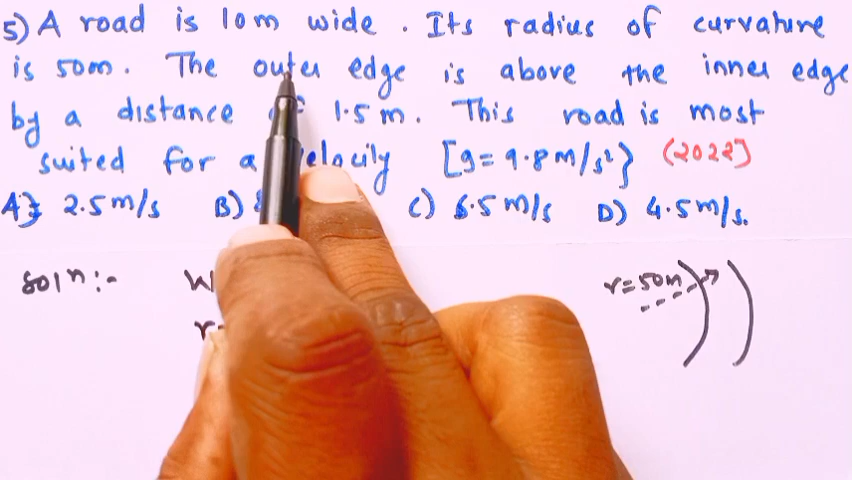 5) A road is 10m wide . Its radius of curvature
is 50m. The outer edge is above the inner edge
by a distance 1.5 m. This road is most
suited for a velocity [g = 9.8 m/s²} (2022)
A) 2.5 m/s B) C) 6.5 m/s D) 4.5 m/s.
Solⁿ :- W r = 50m
r =